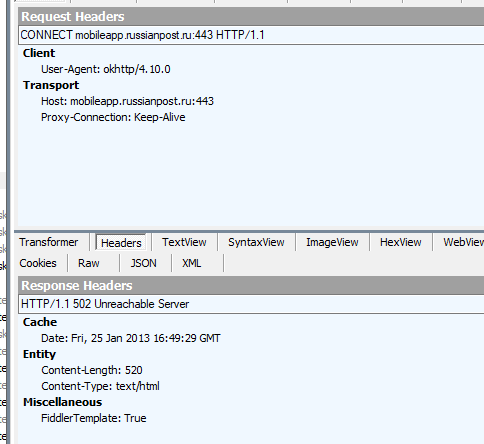 Request Headers
CONNECT mobileapp.russianpost.ru:443 HTTP/1.1
Client
User-Agent: okhttp/4.10.0
Transport
Host: mobileapp.russianpost.ru:443
Proxy-Connection: Keep-Alive
Transformer Headers TextView SyntaxView ImageView HexView WebView
Cookies Raw JSON XML
Response Headers
HTTP/1.1 502 Unreachable Server
Cache
Date: Fri, 25 Jan 2013 16:49:29 GMT
Entity
Content-Length: 520
Content-Type: text/html
Miscellaneous
FiddlerTemplate: True